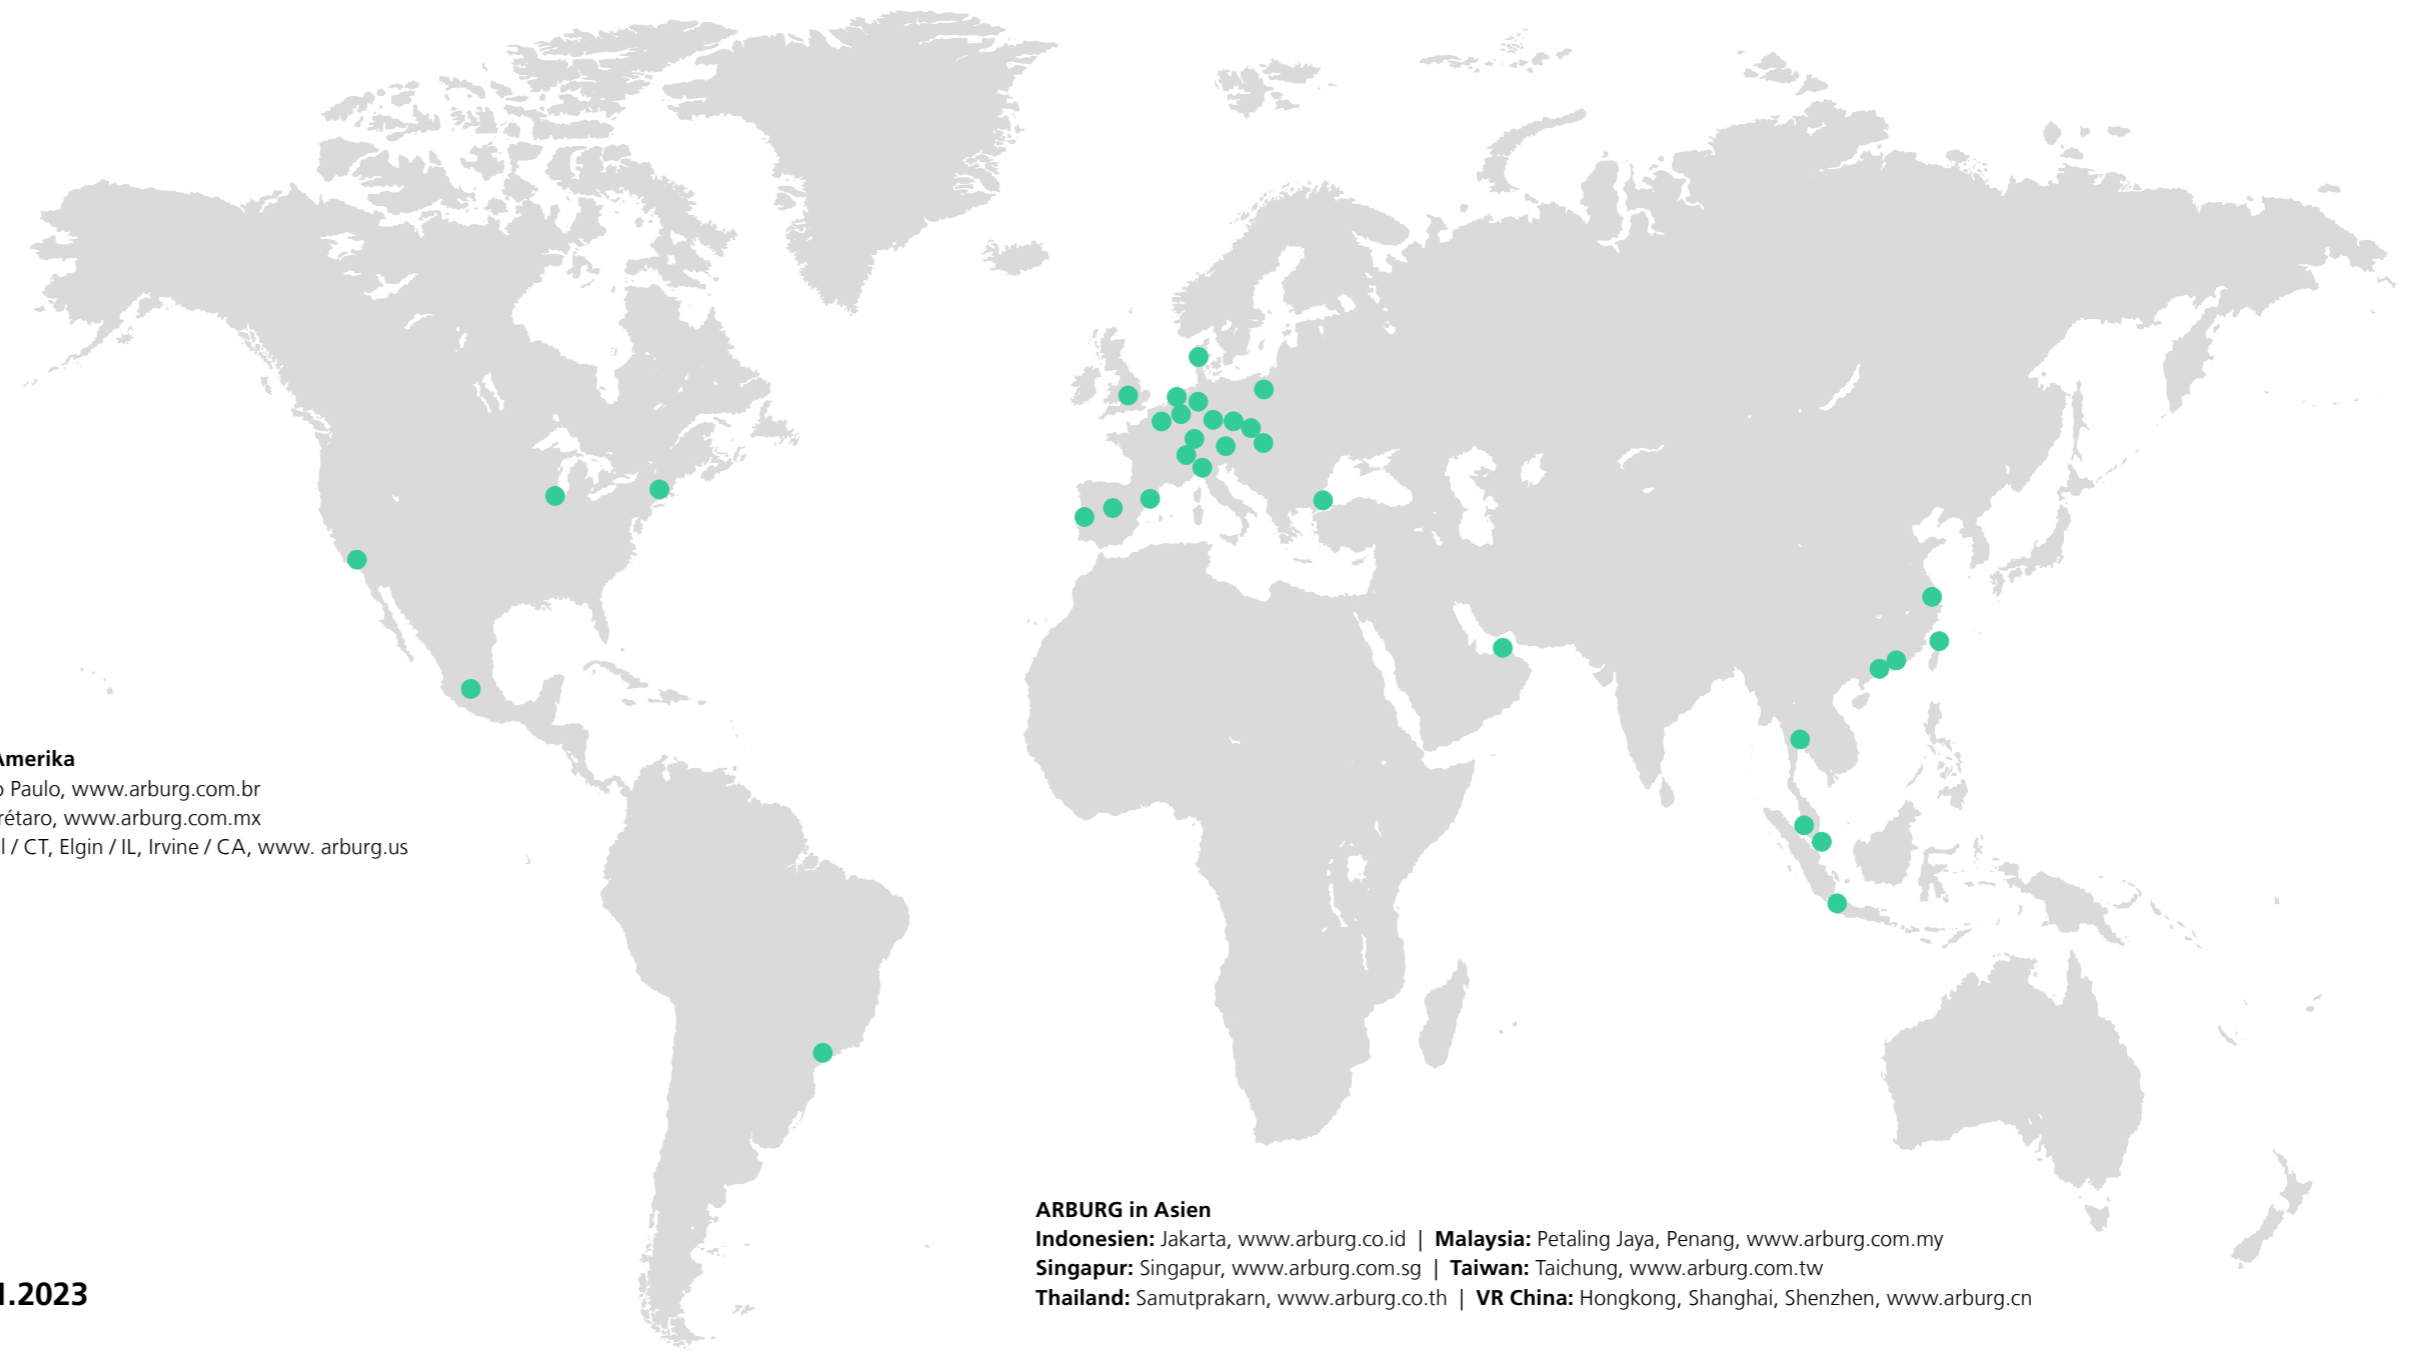 Amerika
Paulo, www.arburg.com.br
rétaro, www.arburg.com.mx
l / CT, Elgin / IL, Irvine / CA, www. arburg.us
ARBURG in Asien
Indonesien: Jakarta, www.arburg.co.id | Malaysia: Petaling Jaya, Penang, www.arburg.com.my
Singapur: Singapur, www.arburg.com.sg | Taiwan: Taichung, www.arburg.com.tw
Thailand: Samutprakarn, www.arburg.co.th | VR China: Hongkong, Shanghai, Shenzhen, www.arburg.cn
.2023